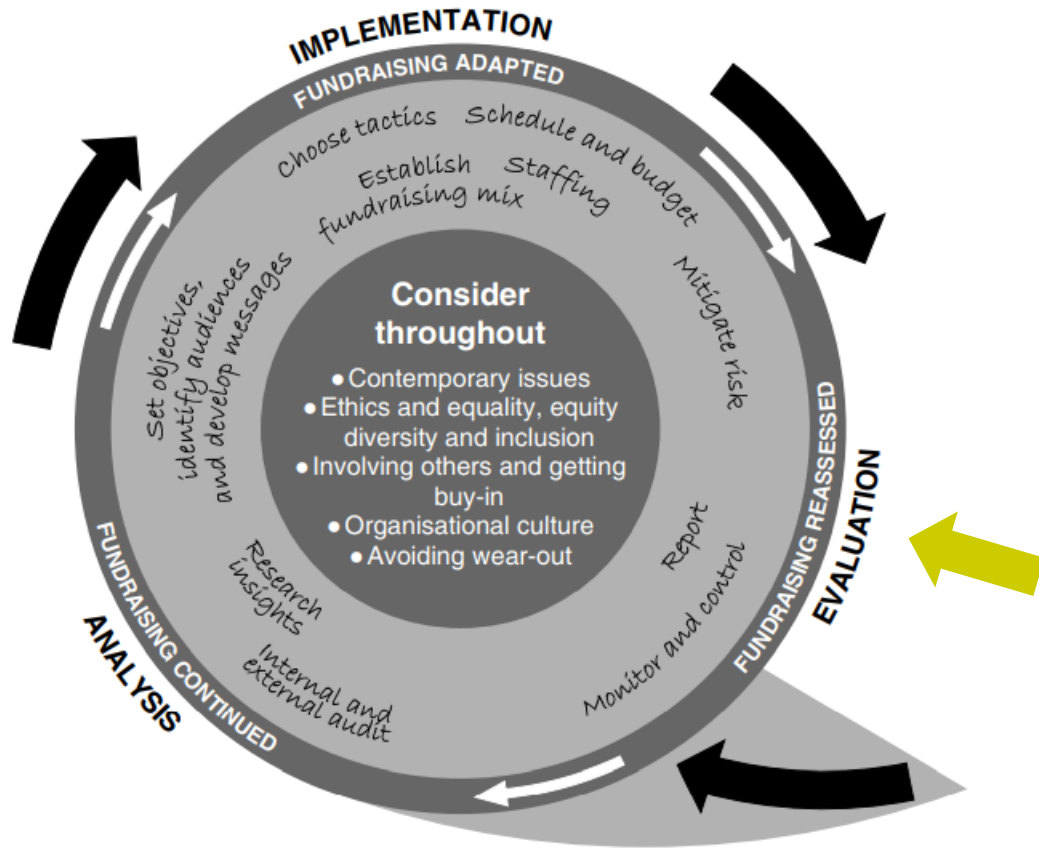 IMPLEMENTATION
FUNDRAISING ADAPTED
Choose tactics
Schedule and budget
Establish
fundraising mix
Staffing
Mitigate risk
Set objectives,
identify audiences
and develop messages
Consider
throughout
● Contemporary issues
● Ethics and equality, equity
diversity and inclusion
● Involving others and getting
buy-in
● Organisational culture
● Avoiding wear-out
FUNDRAISING REASSESSED
EVALUATION
Report
Monitor and control
Research
insights
Internal and
external audit
FUNDRAISING CONTINUED
ANALYSIS